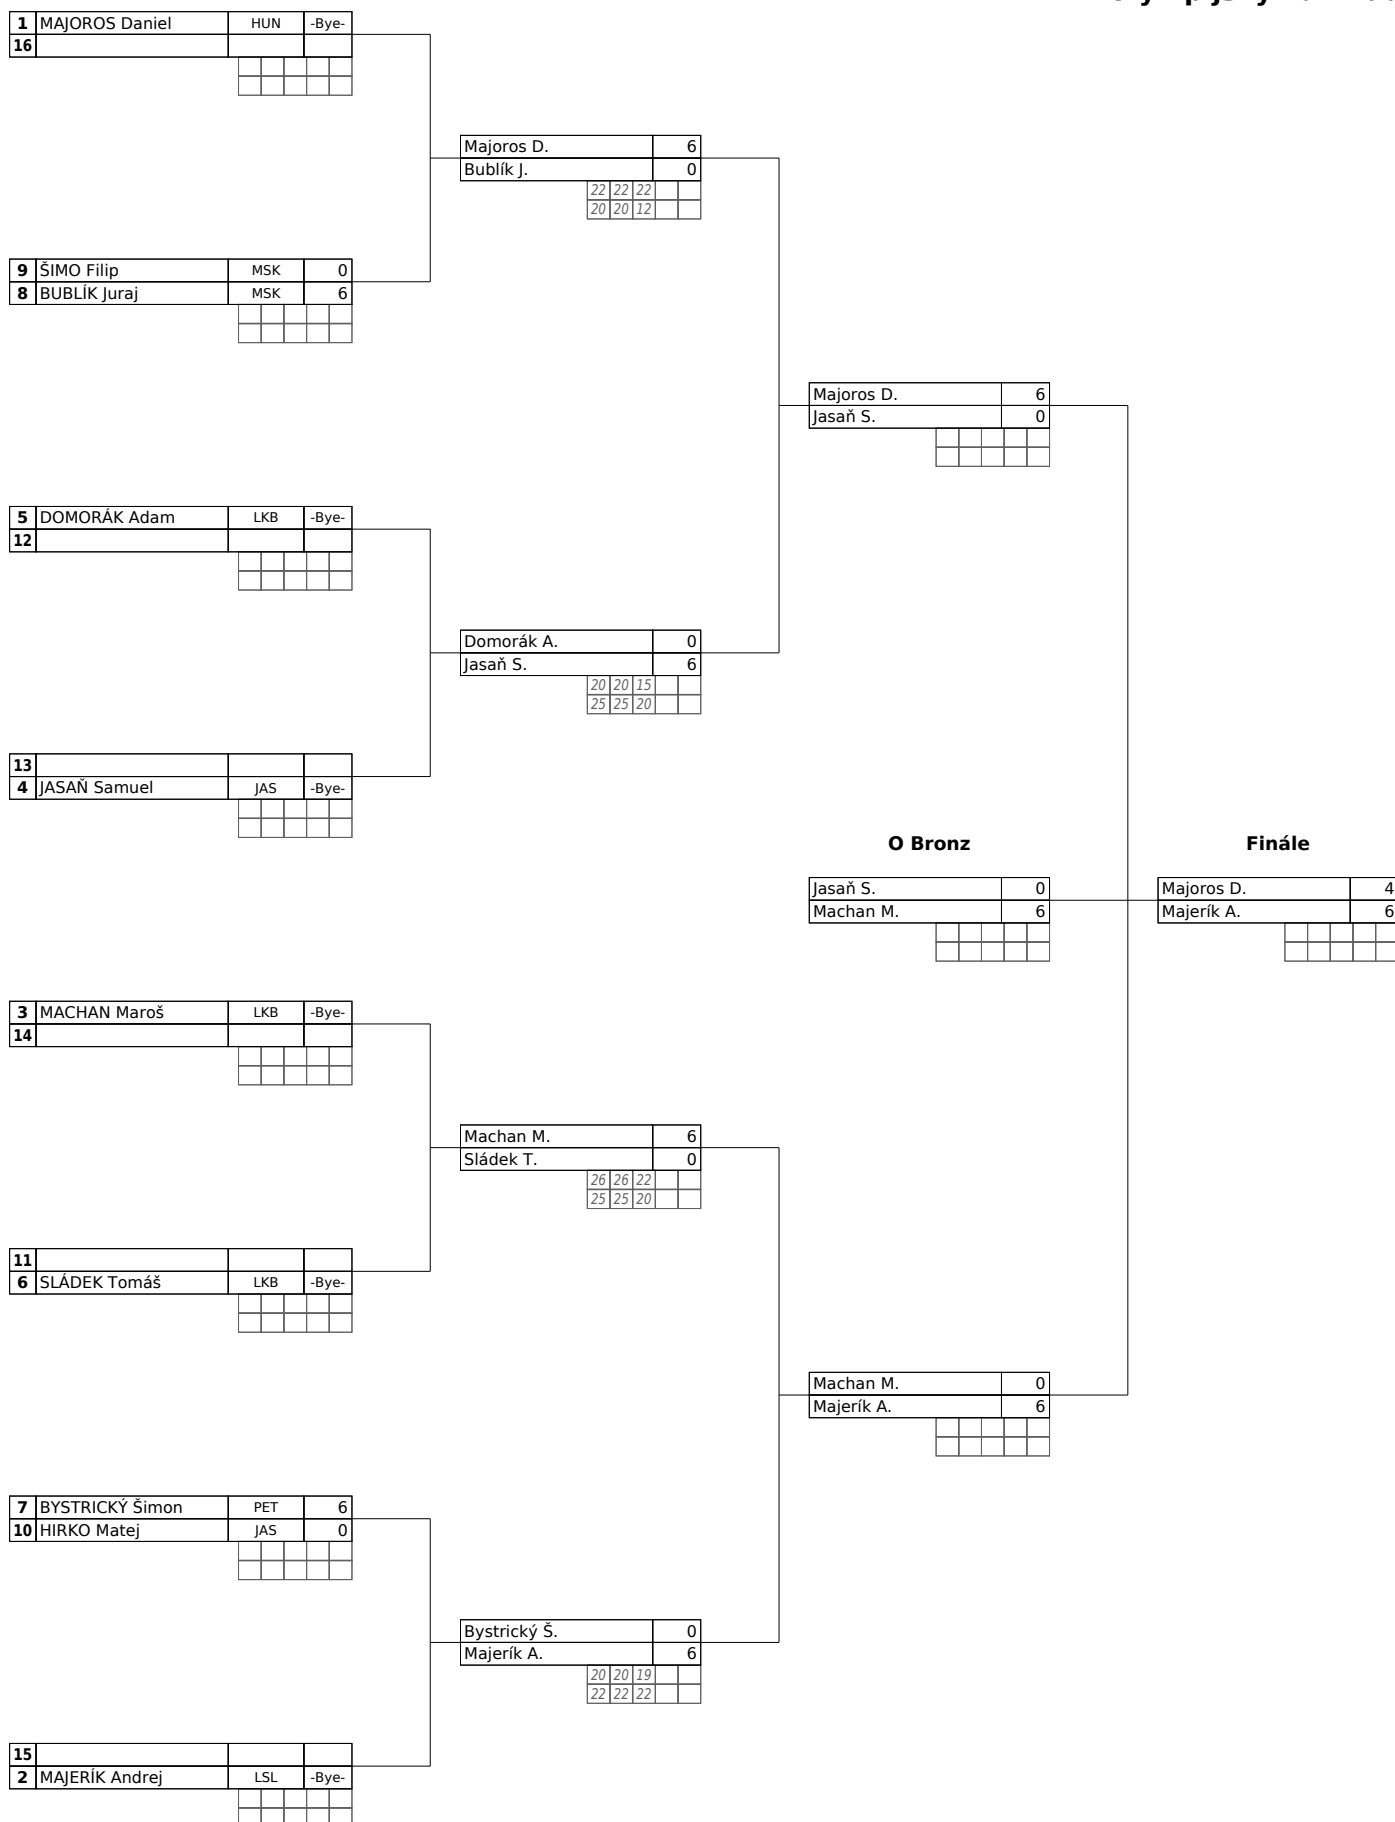 1 MAJOROS Daniel HUN -Bye-
16
Majoros D. 6
Bublík J. 0
22 22 22
20 20 12
9 ŠIMO Filip MSK 0
8 BUBLÍK Juraj MSK 6
Majoros D. 6
Jasaň S. 0
5 DOMORÁK Adam LKB -Bye-
12
Domorák A. 0
Jasaň S. 6
20 20 15
25 25 20
13
4 JASAŇ Samuel JAS -Bye-
O Bronz Finále
Jasaň S. 0 Majoros D. 4
Machan M. 6 Majerík A. 6
3 MACHAN Maroš LKB -Bye-
14
Machan M. 6
Sládek T. 0
26 26 22
25 25 20
11
6 SLÁDEK Tomáš LKB -Bye-
Machan M. 0
Majerík A. 6
7 BYSTRICKÝ Šimon PET 6
10 HIRKO Matej JAS 0
Bystrický Š. 0
Majerík A. 6
20 20 19
22 22 22
15
2 MAJERÍK Andrej LSL -Bye-